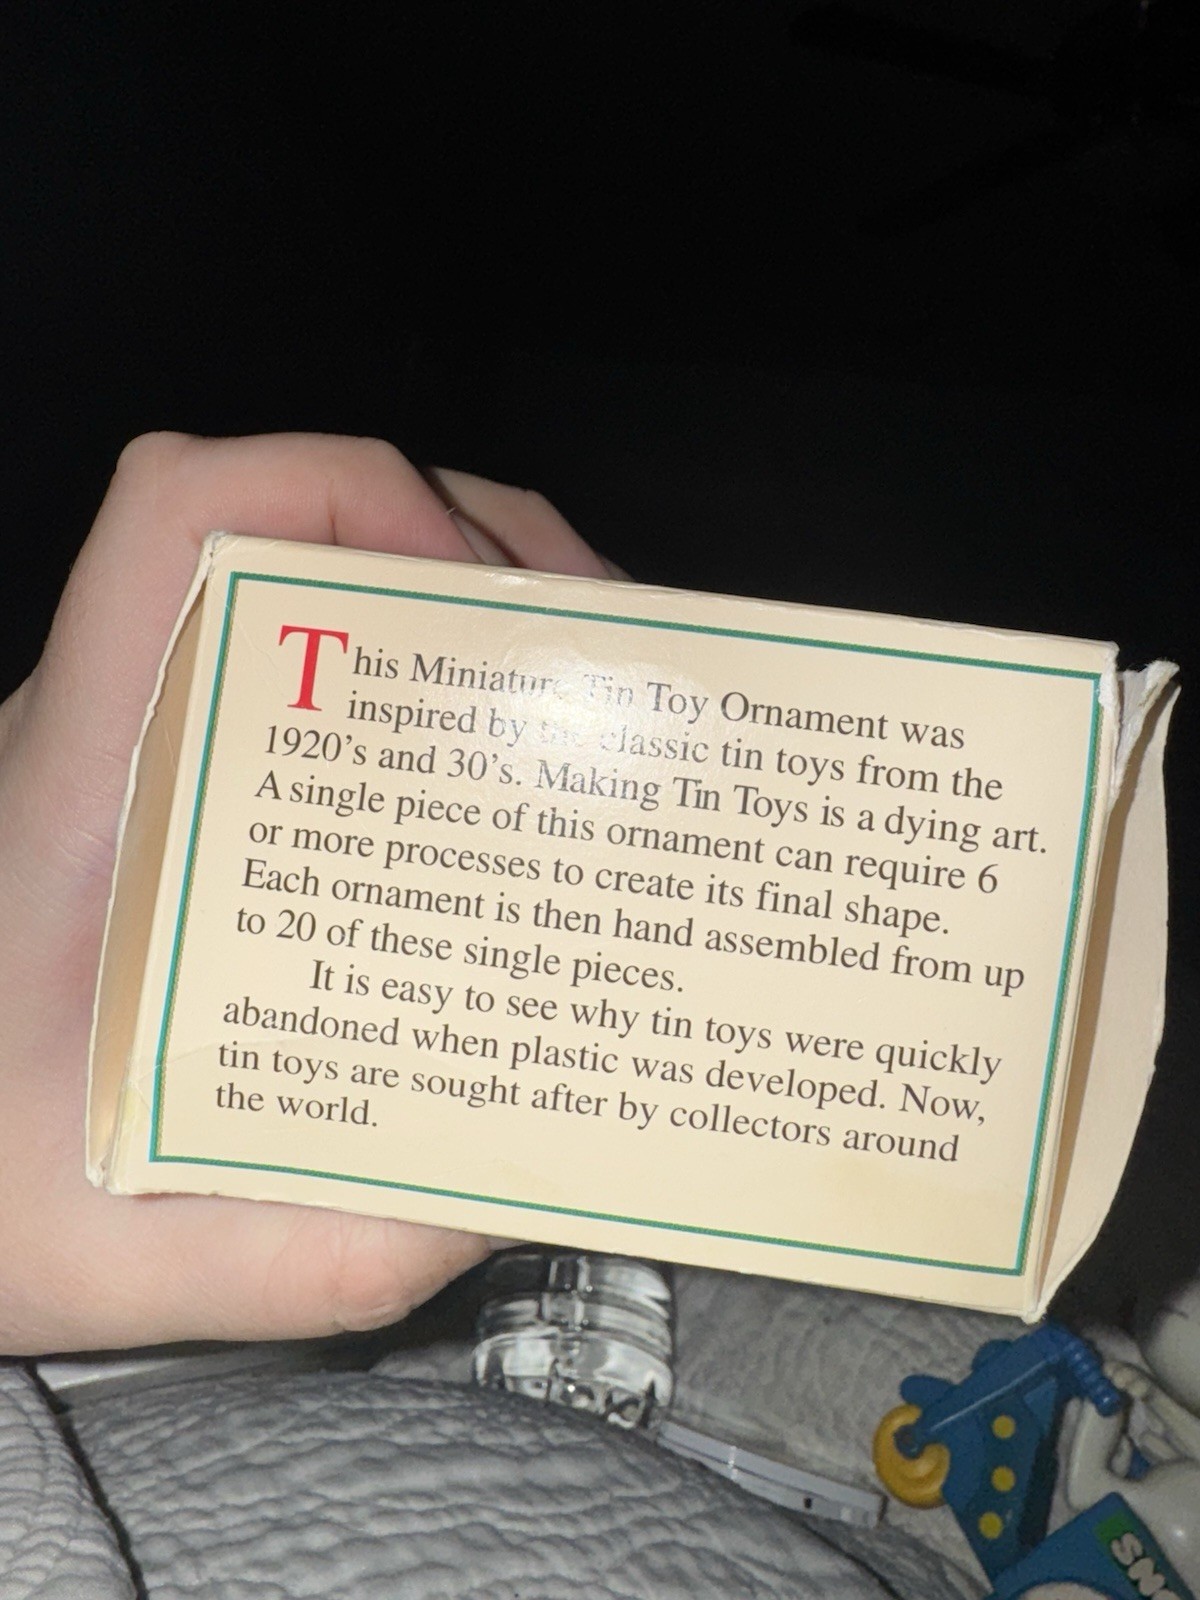 This Miniature Tin Toy Ornament was
inspired by the classic tin toys from the
1920's and 30's. Making Tin Toys is a dying art.
A single piece of this ornament can require 6
or more processes to create its final shape.
Each ornament is then hand assembled from up
to 20 of these single pieces.
It is easy to see why tin toys were quickly
abandoned when plastic was developed. Now,
tin toys are sought after by collectors around
the world.